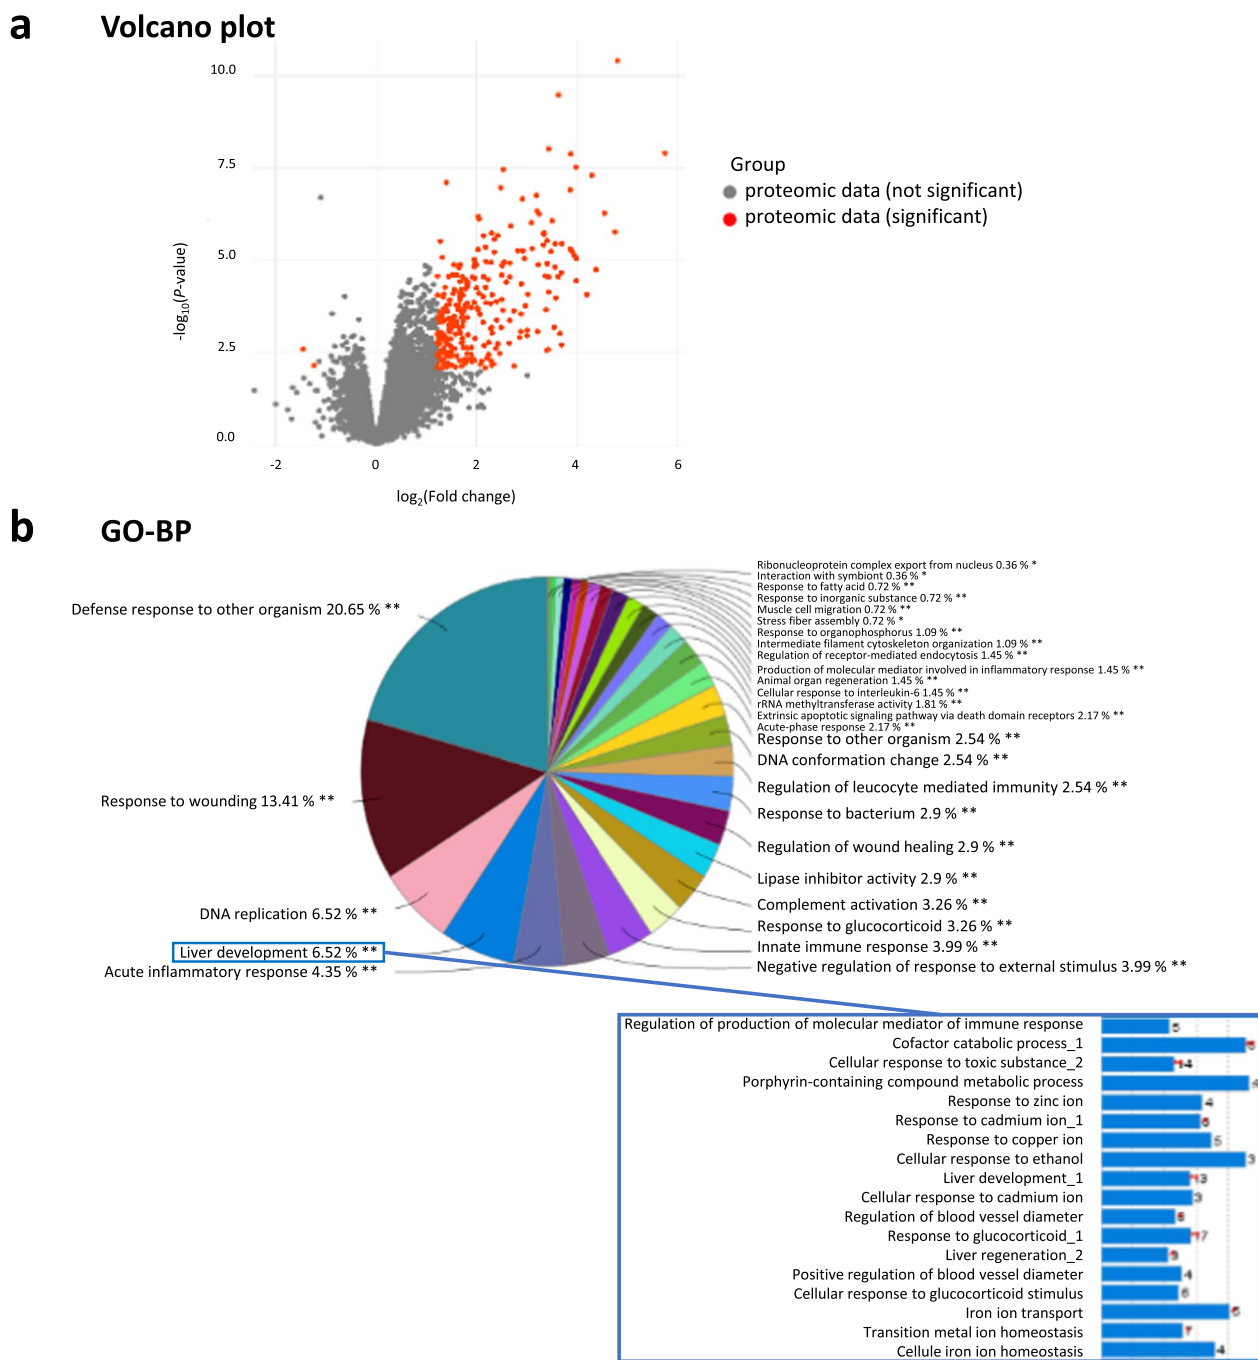 a
Volcano plot
10.0
7.5
5.0
2.5
0.0
-log10(P-value)
-2 0 2 4 6
log2(Fold change)
Group
proteomic data (not significant)
proteomic data (significant)
b
GO-BP
Defense response to other organism 20.65 % **
Response to wounding 13.41 % **
DNA replication 6.52 % **
Liver development 6.52 % **
Acute inflammatory response 4.35 % **
Ribonucleoprotein complex export from nucleus 0.36 % *
Interaction with symbiont 0.36 % *
Response to fatty acid 0.72 % **
Response to inorganic substance 0.72 % **
Muscle cell migration 0.72 % **
Stress fiber assembly 0.72 % *
Response to organophosphorus 1.09 % **
Intermediate filament cytoskeleton organization 1.09 % **
Regulation of receptor-mediated endocytosis 1.45 % **
Production of molecular mediator involved in inflammatory response 1.45 % **
Animal organ regeneration 1.45 % **
Cellular response to interleukin-6 1.45 % **
rRNA methyltransferase activity 1.81 % **
Extrinsic apoptotic signaling pathway via death domain receptors 2.17 % **
Acute-phase response 2.17 % **
Response to other organism 2.54 % **
DNA conformation change 2.54 % **
Regulation of leucocyte mediated immunity 2.54 % **
Response to bacterium 2.9 % **
Regulation of wound healing 2.9 % **
Lipase inhibitor activity 2.9 % **
Complement activation 3.26 % **
Response to glucocorticoid 3.26 % **
Innate immune response 3.99 % **
Negative regulation of response to external stimulus 3.99 % **
Regulation of production of molecular mediator of immune response 5
Cofactor catabolic process_1
Cellular response to toxic substance_2 14
Porphyrin-containing compound metabolic process
Response to zinc ion 4
Response to cadmium ion_1
Response to copper ion 5
Cellular response to ethanol 3
Liver development_1 13
Cellular response to cadmium ion 3
Regulation of blood vessel diameter
Response to glucocorticoid_1 17
Liver regeneration_2
Positive regulation of blood vessel diameter 4
Cellular response to glucocorticoid stimulus 6
Iron ion transport
Transition metal ion homeostasis
Cellule iron ion homeostasis 4